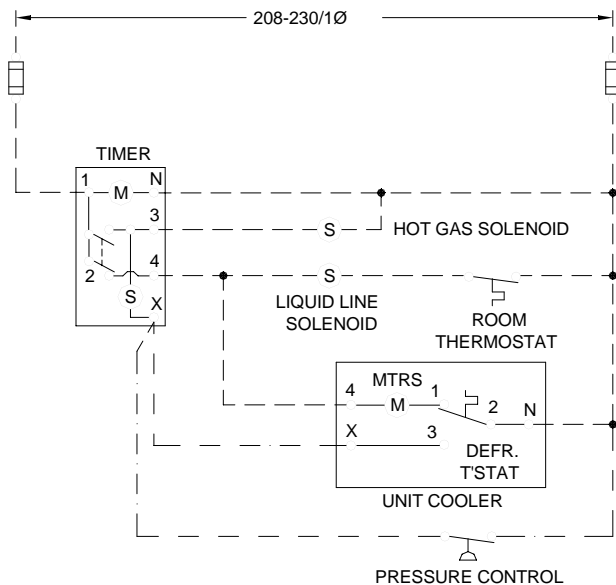 208-230/1Ø
TIMER
1 M N
3
S HOT GAS SOLENOID
2 4
S
S X
LIQUID LINE
SOLENOID
ROOM
THERMOSTAT
MTRS
4 M 1 2 N
X 3
DEFR.
T'STAT
UNIT COOLER
PRESSURE CONTROL